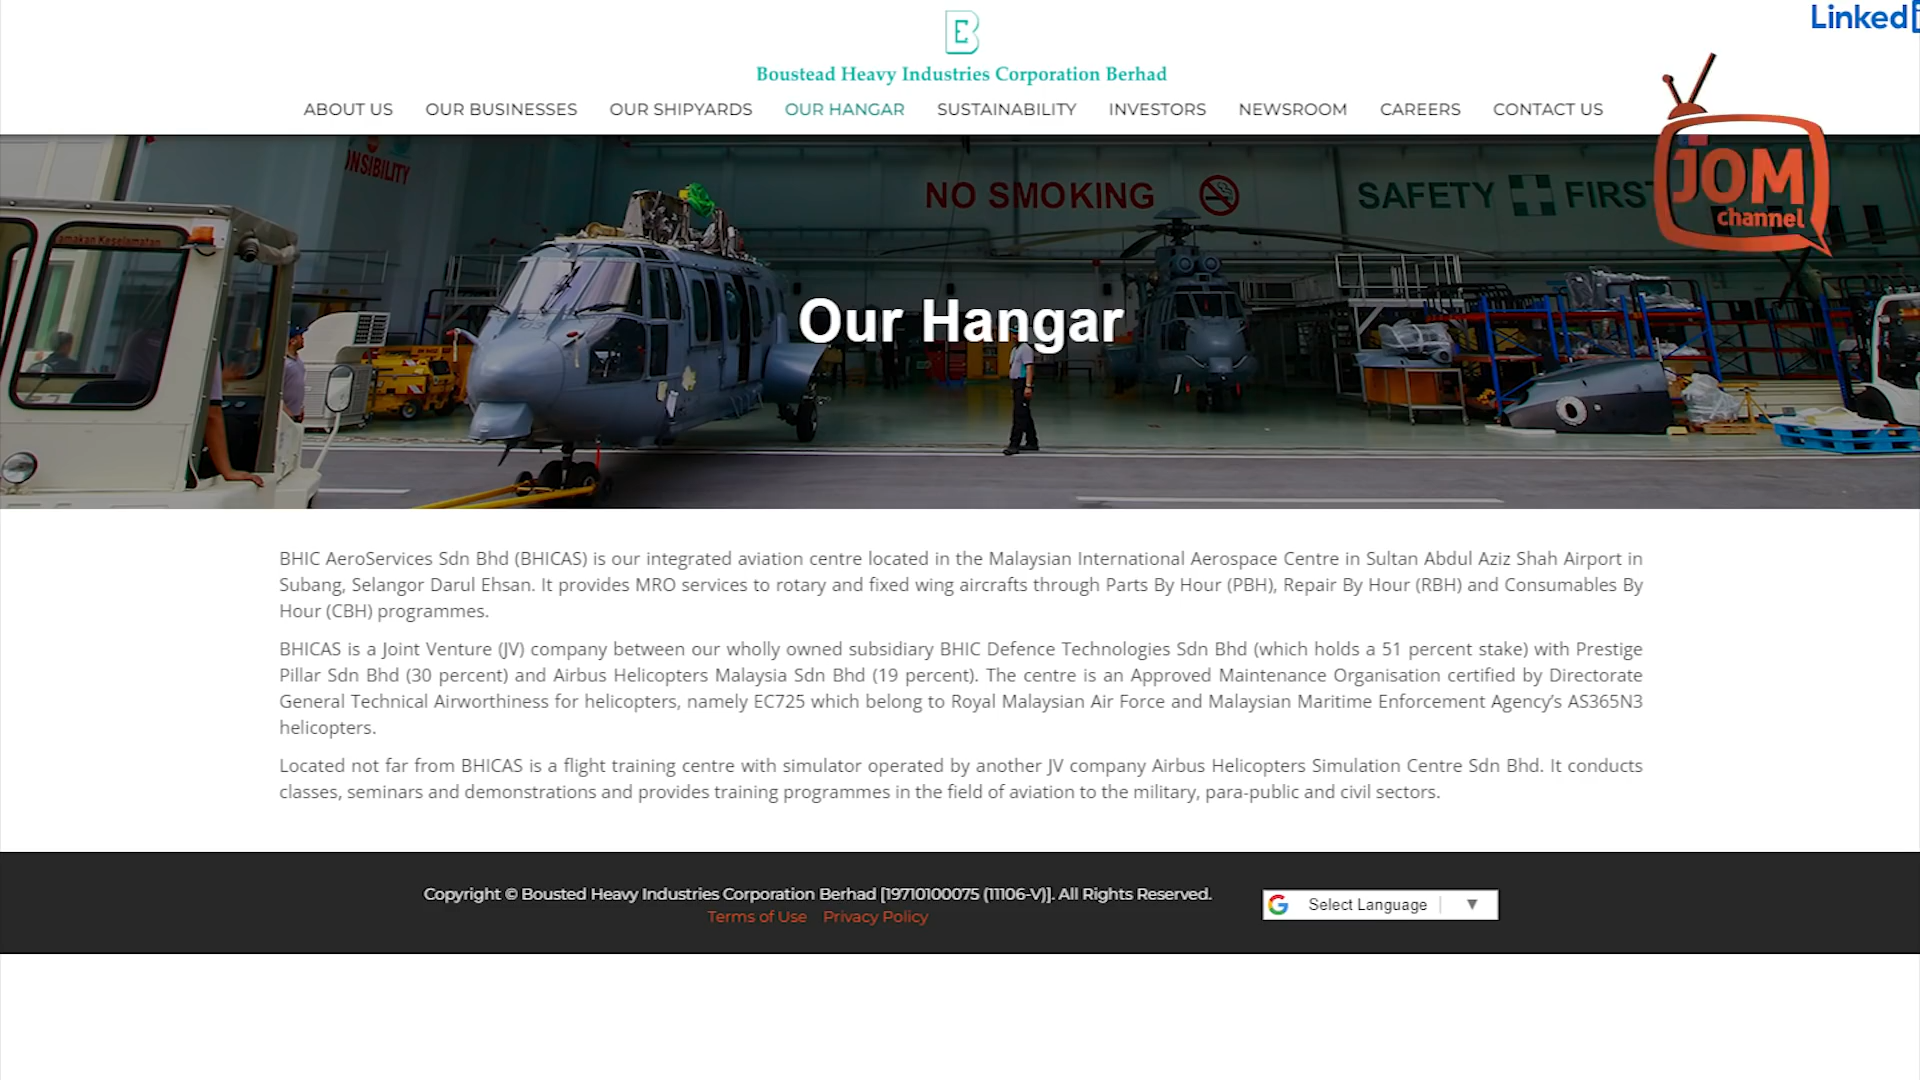 Linked
E
Boustead Heavy Industries Corporation Berhad
ABOUT US OUR BUSINESSES OUR SHIPYARDS OUR HANGAR SUSTAINABILITY INVESTORS NEWSROOM CAREERS CONTACT US
JOM
channel
NSIBILITY
NO SMOKING
SAFETY FIRST
amakan Keselamatan
Our Hangar
BHIC AeroServices Sdn Bhd (BHICAS) is our integrated aviation centre located in the Malaysian International Aerospace Centre in Sultan Abdul Aziz Shah Airport in
Subang, Selangor Darul Ehsan. It provides MRO services to rotary and fixed wing aircrafts through Parts By Hour (PBH), Repair By Hour (RBH) and Consumables By
Hour (CBH) programmes.
BHICAS is a Joint Venture (JV) company between our wholly owned subsidiary BHIC Defence Technologies Sdn Bhd (which holds a 51 percent stake) with Prestige
Pillar Sdn Bhd (30 percent) and Airbus Helicopters Malaysia Sdn Bhd (19 percent). The centre is an Approved Maintenance Organisation certified by Directorate
General Technical Airworthiness for helicopters, namely EC725 which belong to Royal Malaysian Air Force and Malaysian Maritime Enforcement Agency’s AS365N3
helicopters.
Located not far from BHICAS is a flight training centre with simulator operated by another JV company Airbus Helicopters Simulation Centre Sdn Bhd. It conducts
classes, seminars and demonstrations and provides training programmes in the field of aviation to the military, para-public and civil sectors.
Copyright © Bousted Heavy Industries Corporation Berhad [19710100075 (11106-V)]. All Rights Reserved.
Terms of Use Privacy Policy
Select Language ▼